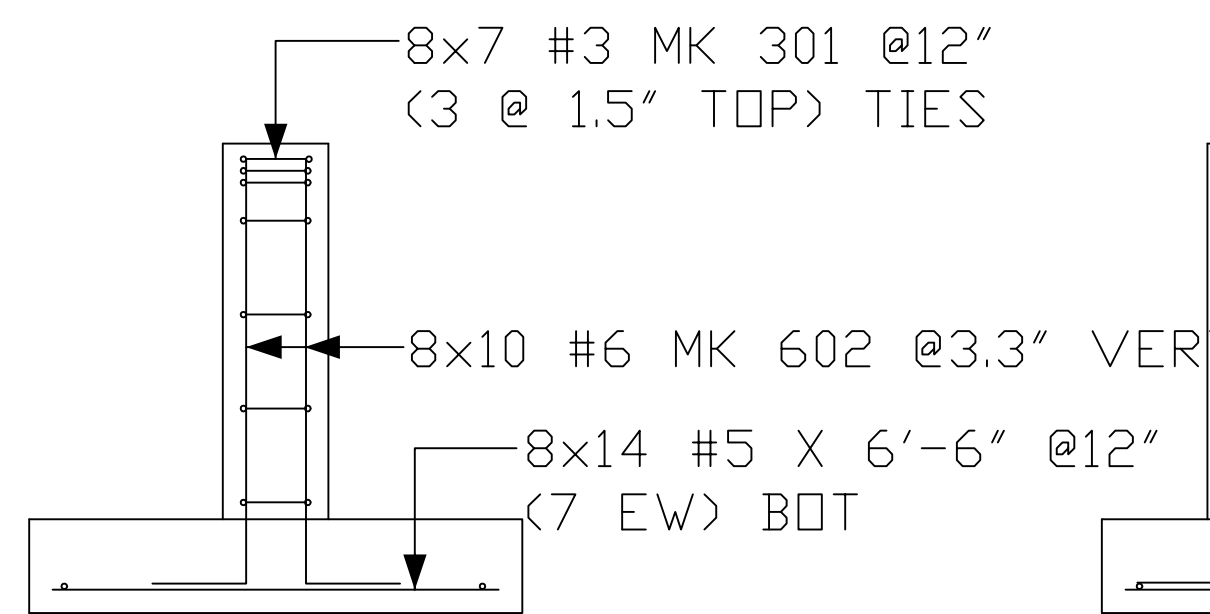 8x7 #3 MK 301 @12"
(3 @ 1.5" TOP) TIES
8x10 #6 MK 602 @3.3" VER
8x14 #5 X 6'-6" @12"
(7 EW) BOT